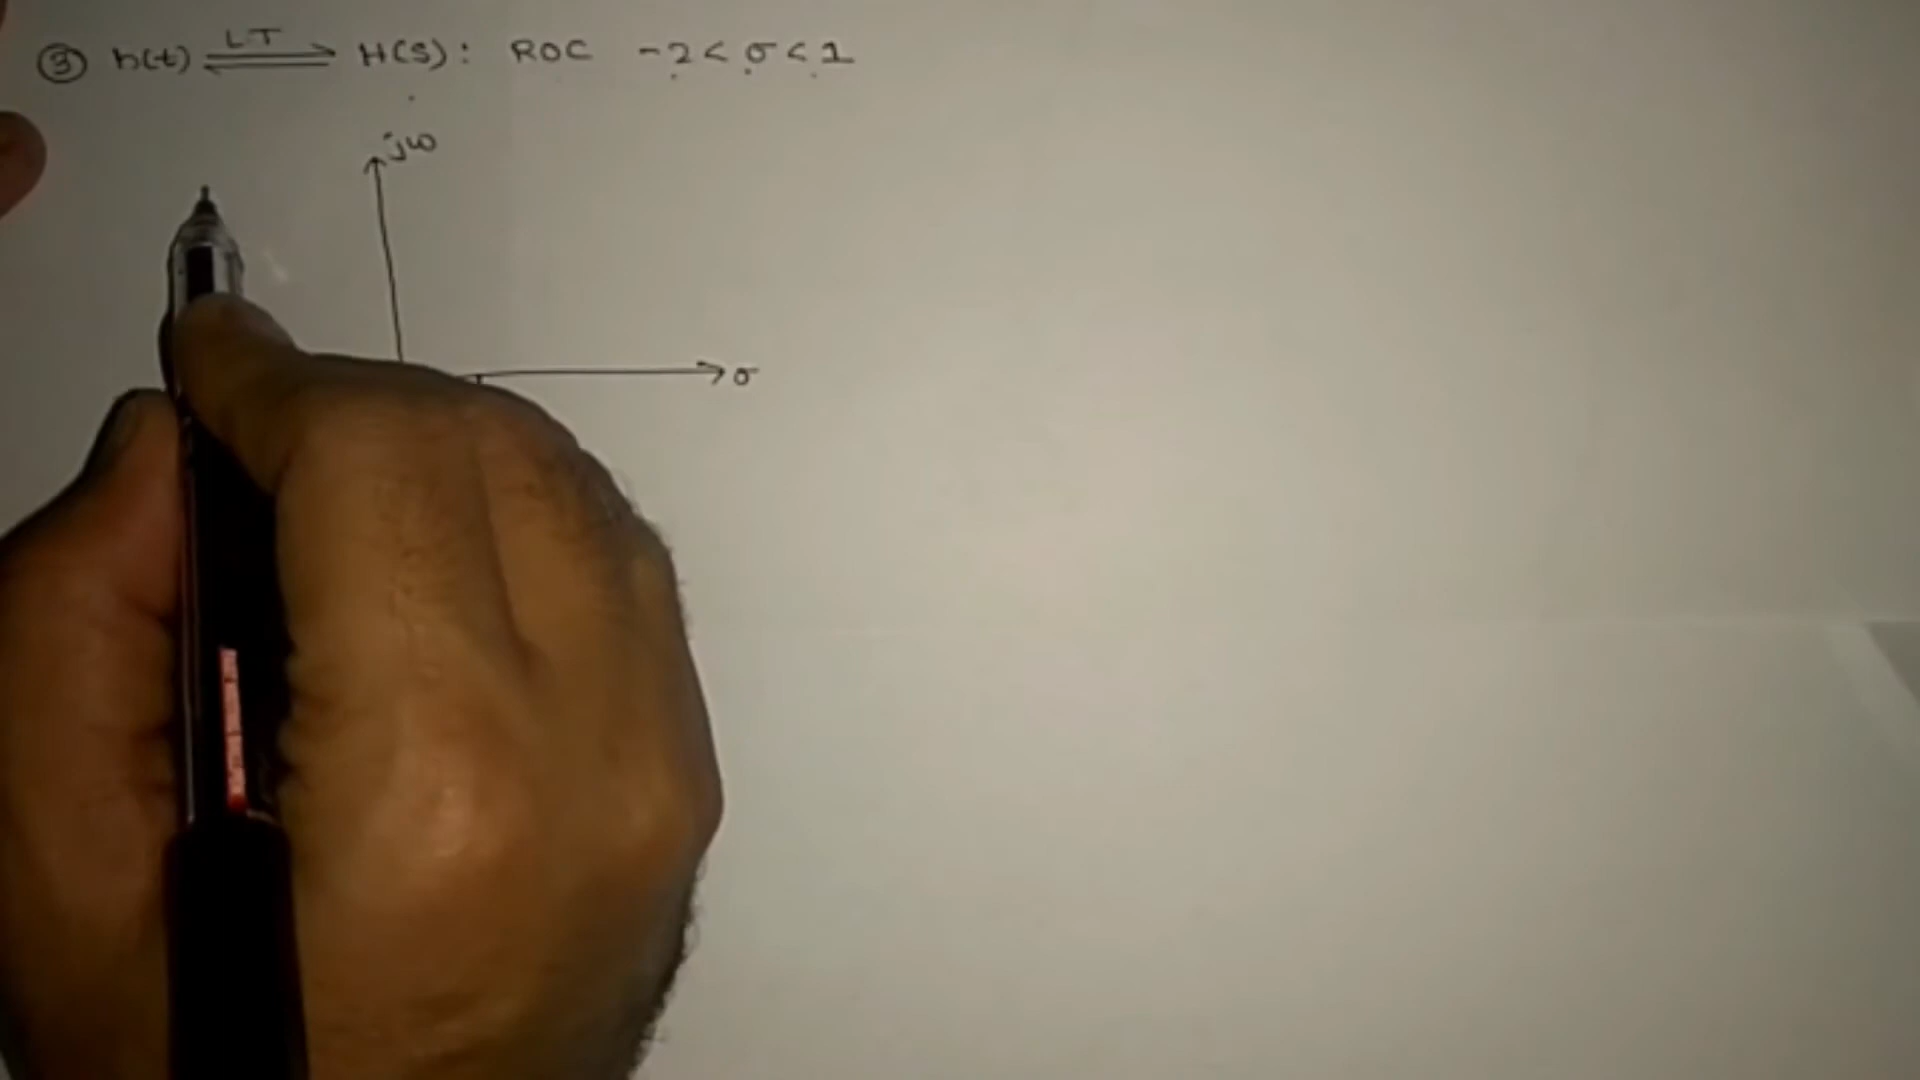 ③ h(t) LT ⇌ H(S): ROC -2 < σ < 1
jω
σ